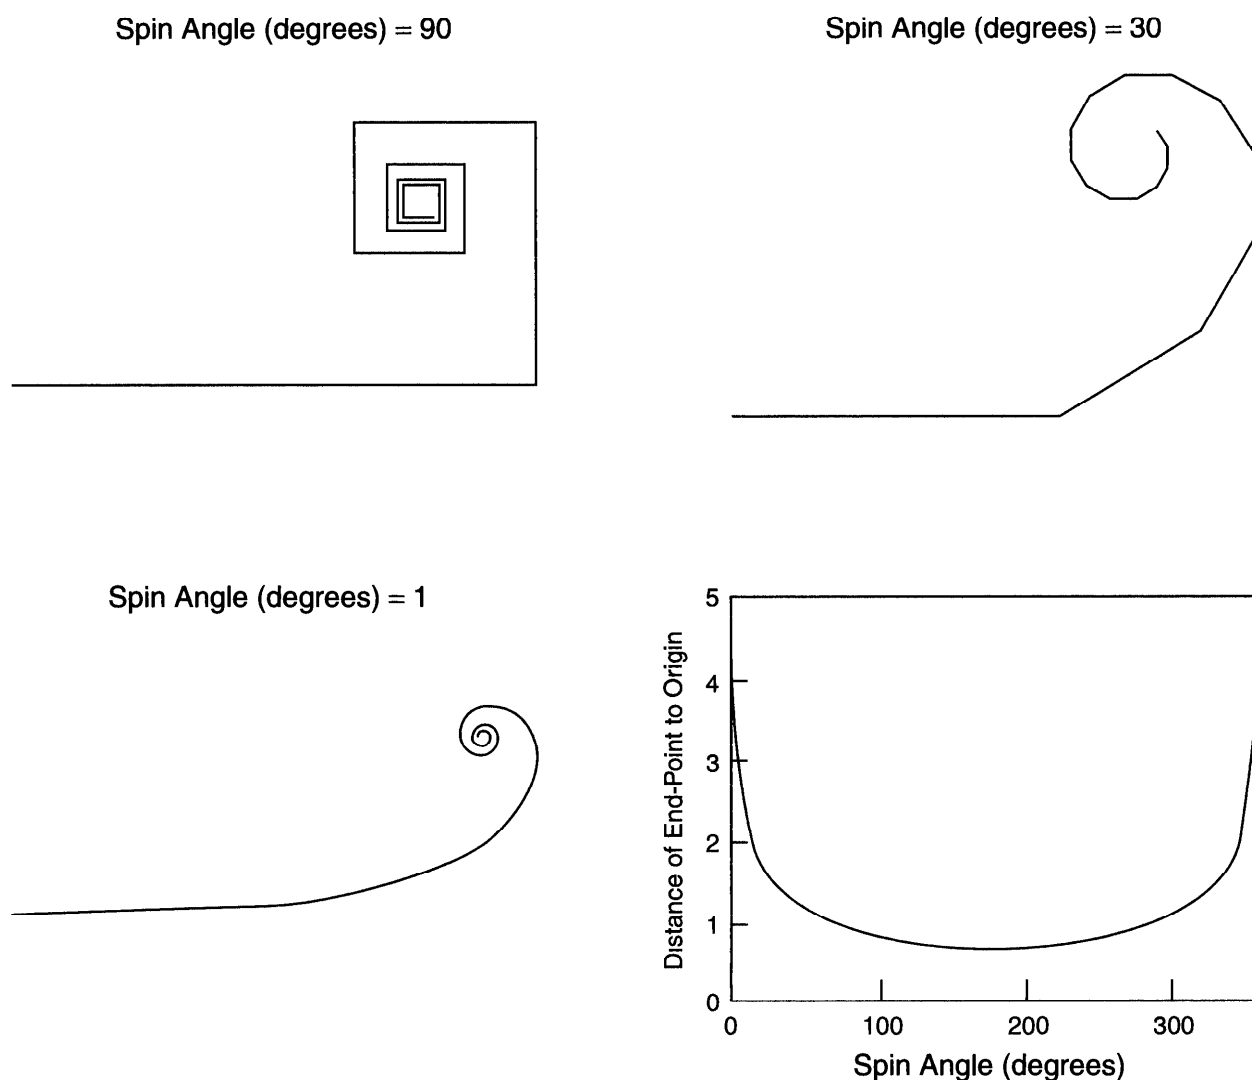 Spin Angle (degrees) = 90
Spin Angle (degrees) = 30
Spin Angle (degrees) = 1
5
4
3
2
1
0
Distance of End-Point to Origin
0 100 200 300
Spin Angle (degrees)